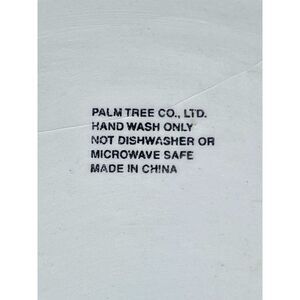 PALM TREE CO., LTD.
HAND WASH ONLY
NOT DISHWASHER OR
MICROWAVE SAFE
MADE IN CHINA